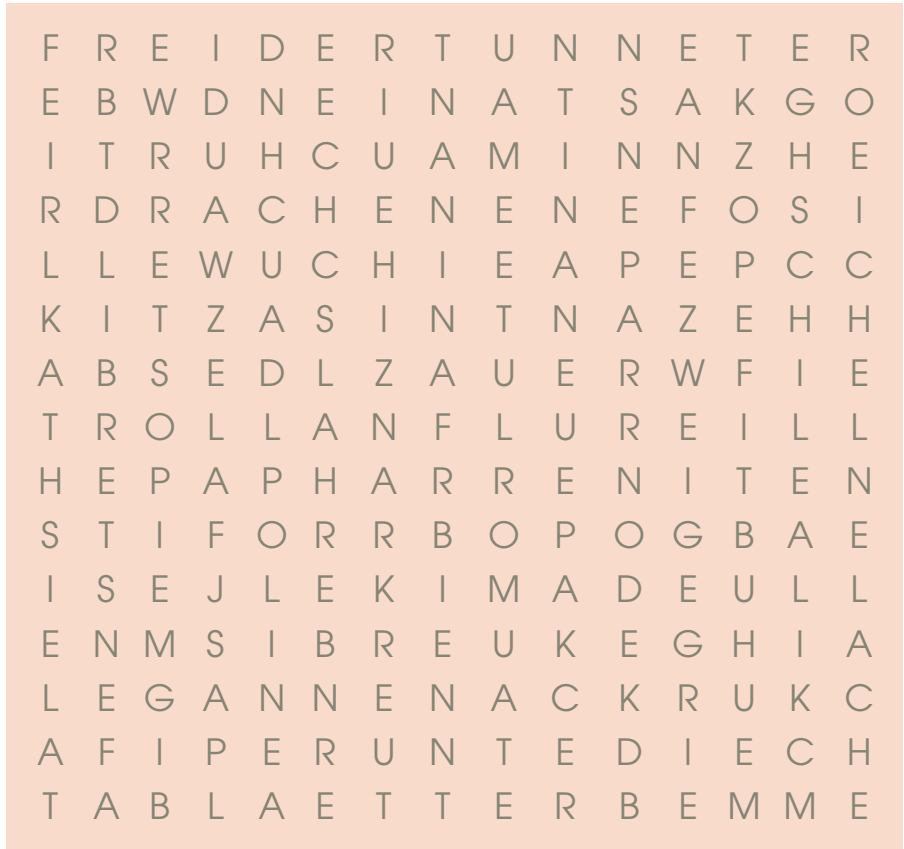 F R E I D E R T U N N E T E R
E B W D N E I N A T S A K G O
I T R U H C U A M I N N Z H E
R D R A C H E N E N E F O S I
L L E W U C H I E A P E P C C
K I T Z A S I N T N A Z E H H
A B S E D L Z A U E R W F I E
T R O L L A N F L U R E I L L
H E P A P H A R R E N I T E N
S T I F O R R B O P O G B A E
I S E J L E K I M A D E U L L
E N M S I B R E U K E G H I A
L E G A N N E N A C K R U K C
A F I P E R U N T E D I E C H
T A B L A E T T E R B E M M E